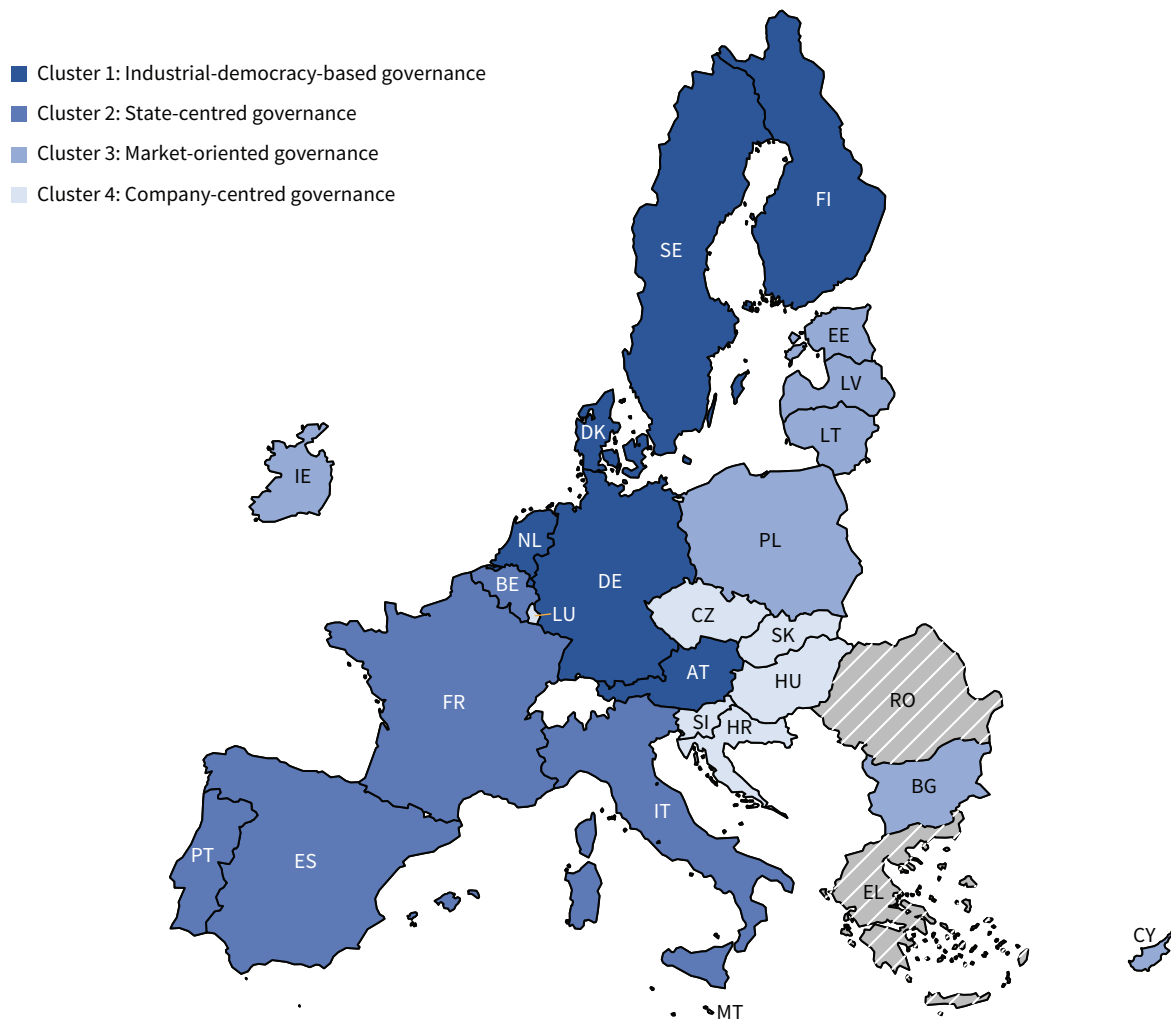 Cluster 1: Industrial-democracy-based governance
Cluster 2: State-centred governance
Cluster 3: Market-oriented governance
Cluster 4: Company-centred governance
FI
SE
EE
LV
DK
LT
IE
NL
PL
DE
BE
LU
CZ
SK
AT
HU
FR
RO
SI
HR
BG
IT
PT
ES
EL
CY
MT